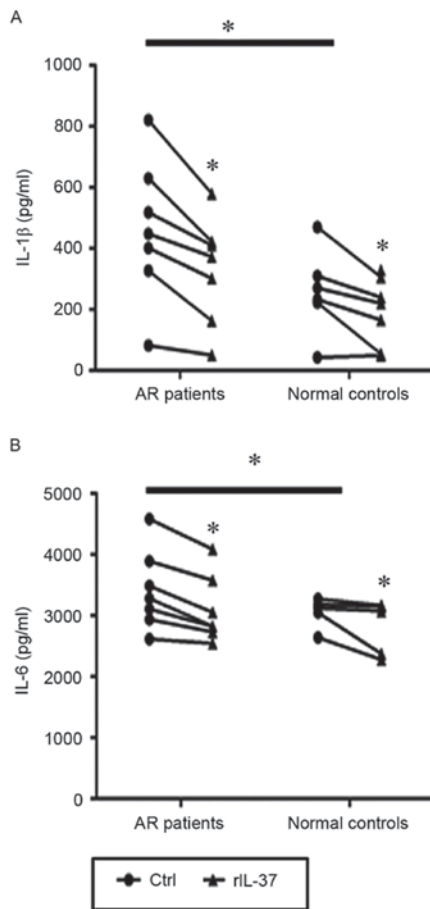 A
*
1000
800
600
400
200
0
IL-1β (pg/ml)
*
*
AR patients
Normal controls
B
*
5000
4000
3000
2000
1000
0
IL-6 (pg/ml)
*
*
AR patients
Normal controls
Ctrl
rIL-37